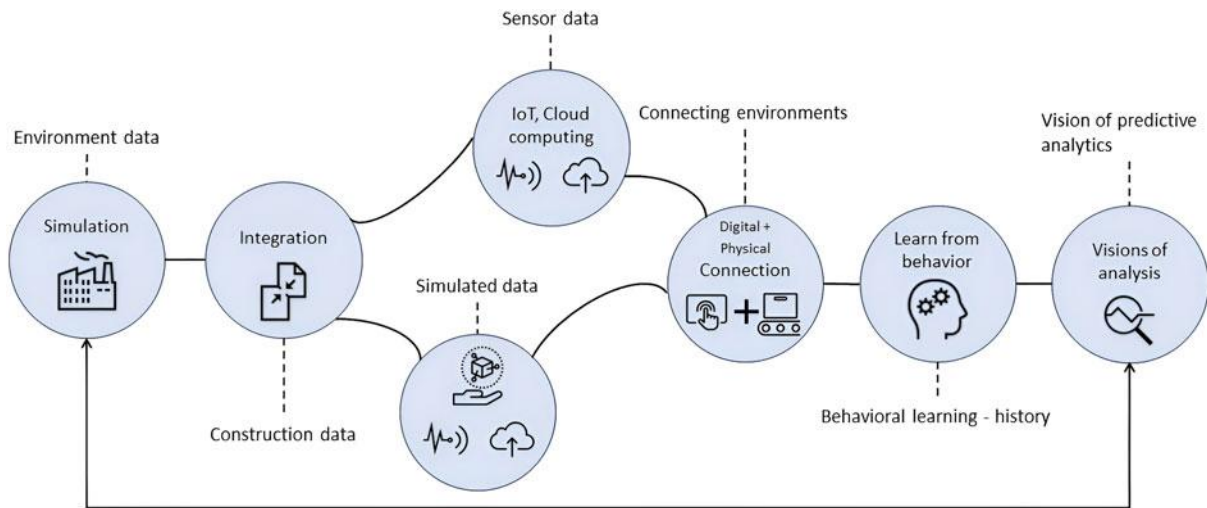 Sensor data
IoT, Cloud
computing
Connecting environments
Vision of predictive
analytics
Environment data
Simulation
Integration
Digital +
Physical
Connection
Learn from
behavior
Visions of
analysis
Simulated data
Construction data
Behavioral learning - history